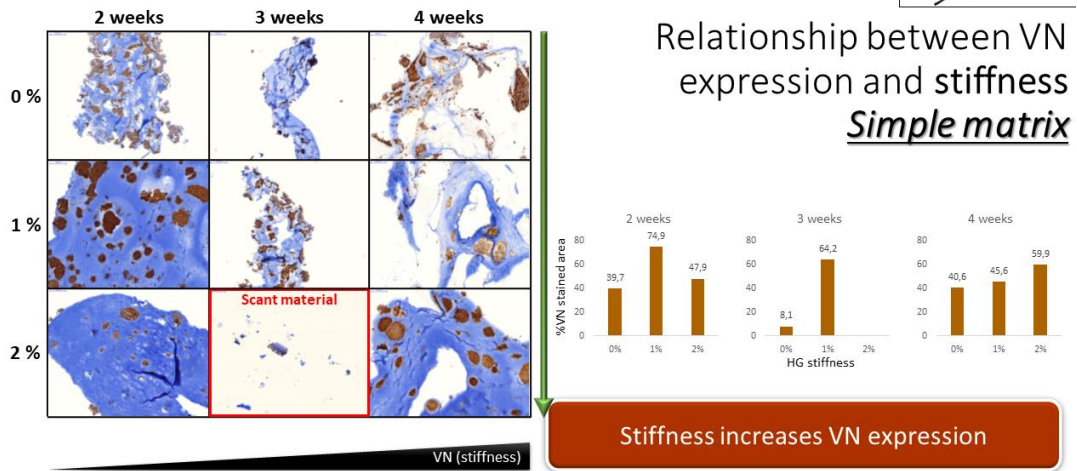 2 weeks 3 weeks 4 weeks
0 %
1 %
2 %
Scant material
VN (stiffness)
Relationship between VN
expression and stiffness
Simple matrix
2 weeks
%VN stained area
80
60
40
20
0
39,7
74,9
47,9
0% 1% 2%
3 weeks
80
60
40
20
0
8,1
64,2
0% 1% 2%
HG stiffness
4 weeks
80
60
40
20
0
40,6
45,6
59,9
0% 1% 2%
Stiffness increases VN expression